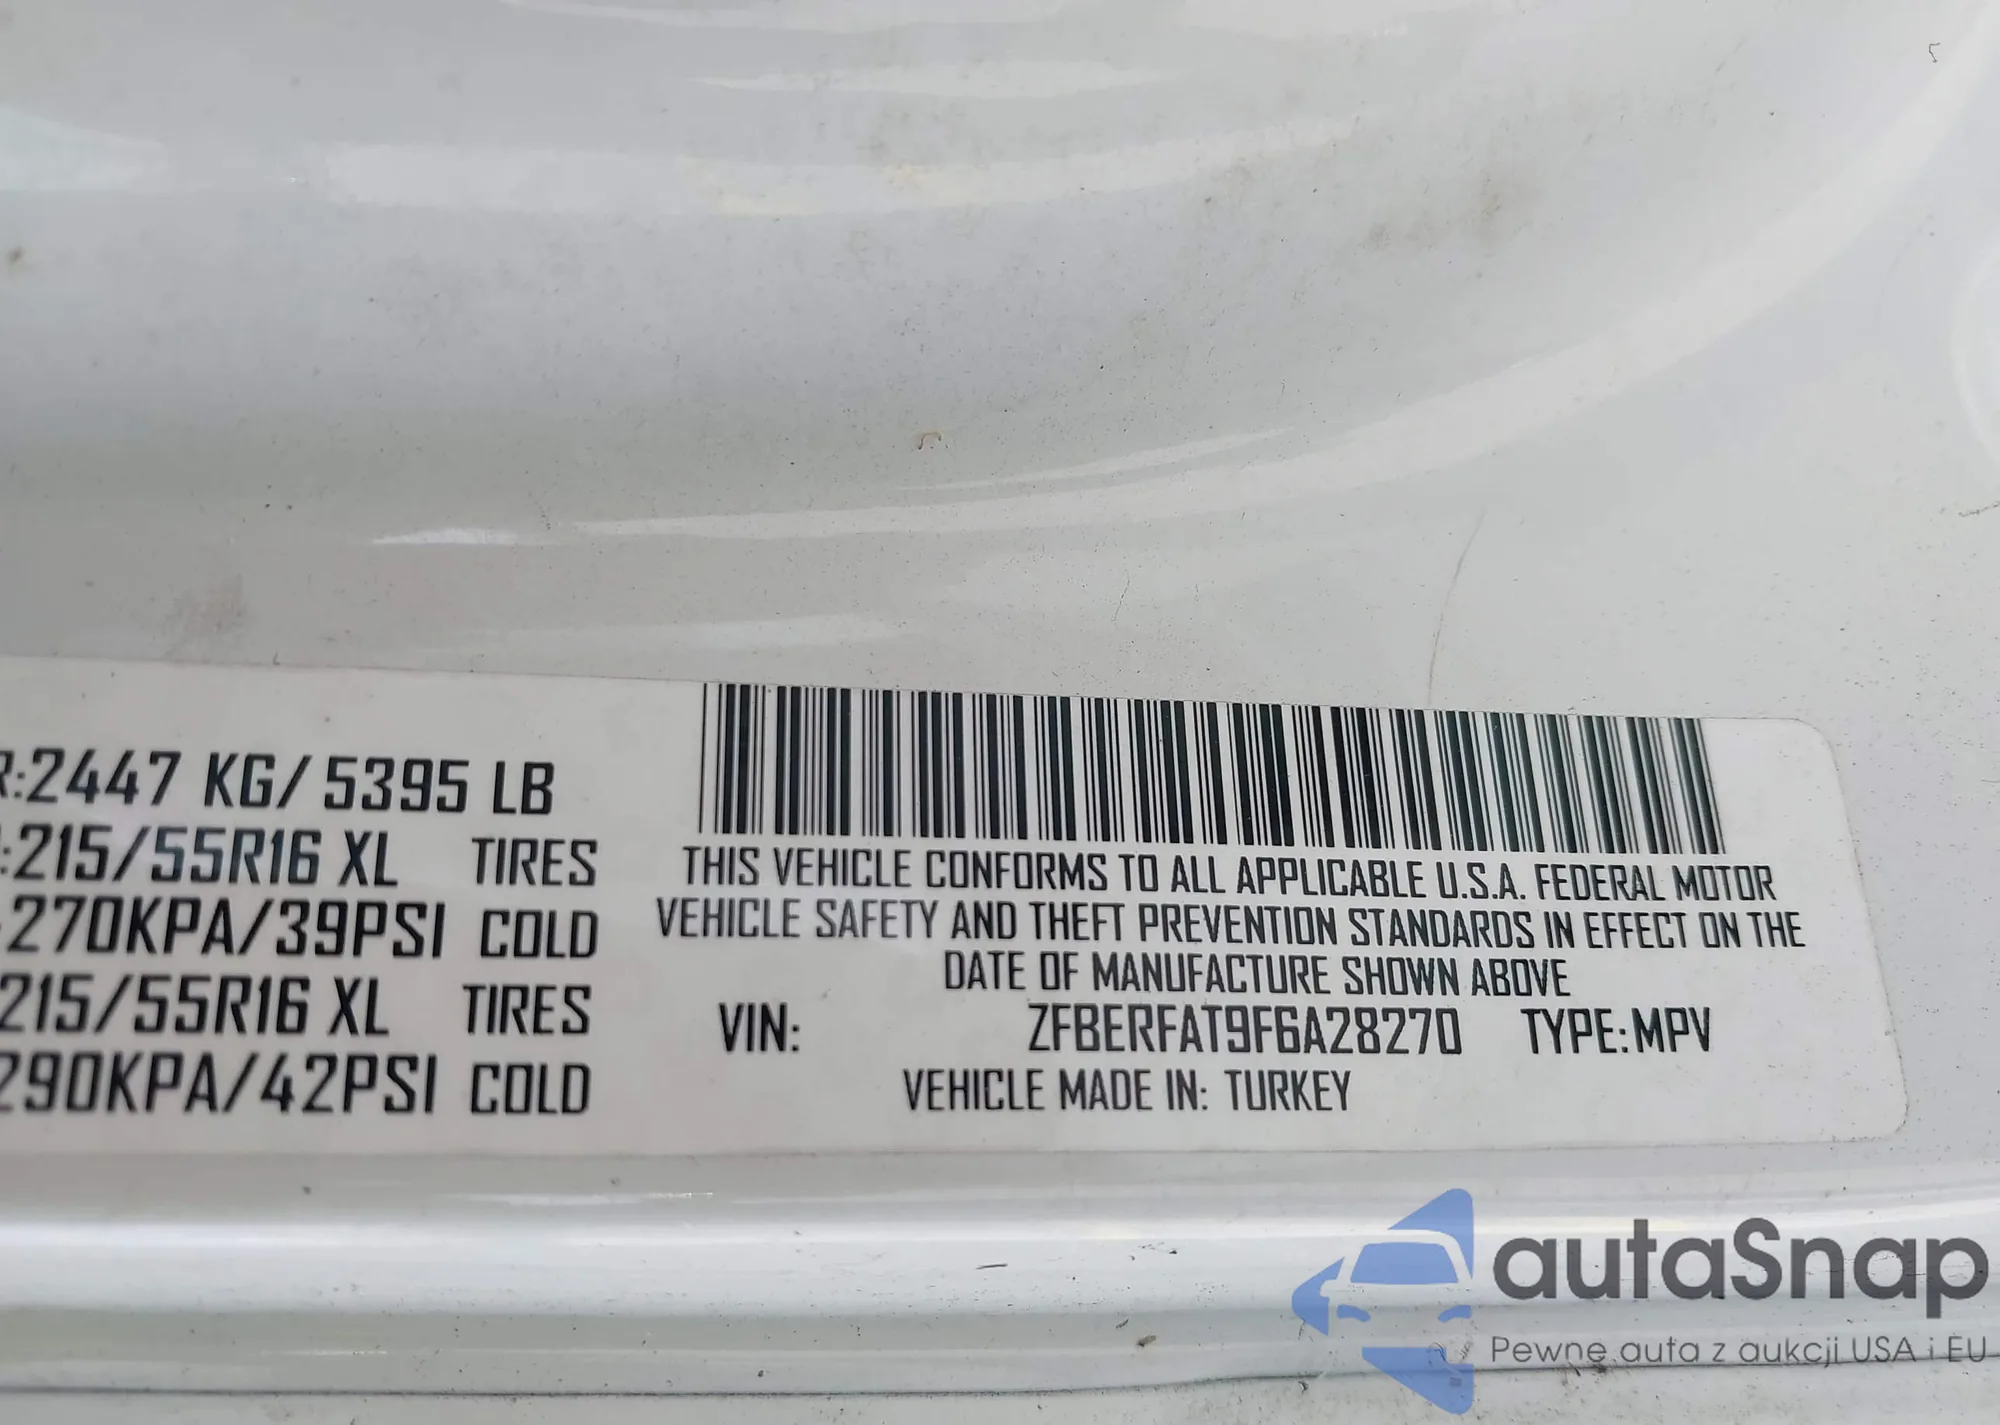 R:2447 KG/ 5395 LB
:215/55R16 XL TIRES
270KPA/39PSI COLD
215/55R16 XL TIRES
290KPA/42PSI COLD
THIS VEHICLE CONFORMS TO ALL APPLICABLE U.S.A. FEDERAL MOTOR
VEHICLE SAFETY AND THEFT PREVENTION STANDARDS IN EFFECT ON THE
DATE OF MANUFACTURE SHOWN ABOVE
VIN: ZFBERFAT9F6A28270 TYPE: MPV
VEHICLE MADE IN: TURKEY
autaSnap
Pewne auta z aukcji USA i EU